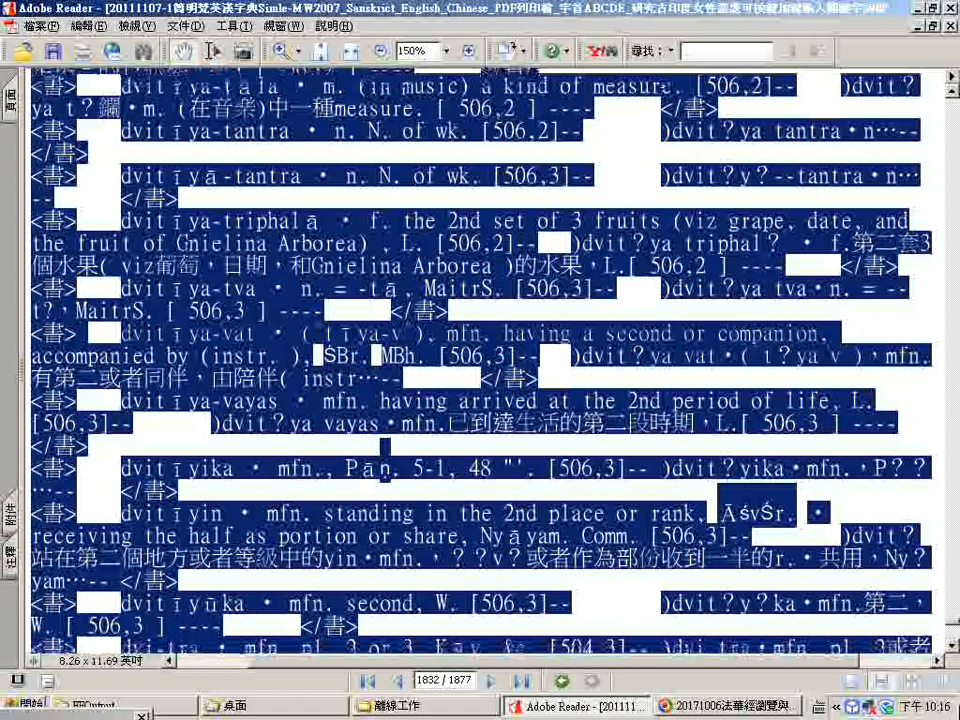 Adobe Reader - [20111107-1簡明梵英漢字典Simle-MW2007_Sanskrit_English_Chinese_PDF列印稿_字首ABCDE_研究古印度女性
檔案(F) 編輯(E) 檢視(V) 文件(D) 工具(T) 視窗(W) 說明(H)
150% 尋找：
頁面
<書> dvitīya-tāla • m. (in music) a kind of measure. [506,2]-- )dvit?
ya t?鑼•m. (在音樂)中一種measure. [ 506,2 ] ---- </書>
<書> dvitīya-tantra • n. N. of wk. [506,2]-- )dvit?ya tantra•n…--
</書>
<書> dvitīyā-tantra • n. N. of wk. [506,3]-- )dvit?y?--tantra•n…
-- </書>
<書> dvitīya-triphalā • f. the 2nd set of 3 fruits (viz grape, date, and
the fruit of Gnielina Arborea) , L. [506,2]-- )dvit?ya triphal? • f.第二套3
個水果( viz葡萄，日期，和Gnielina Arborea )的水果，L.[ 506,2 ] ---- </書>
<書> dvitīya-tva • n. = -tā, MaitrS. [506,3]-- )dvit?ya tva•n. = --
t?，MaitrS. [ 506,3 ] ---- </書>
<書> dvitīya-vat • (tīya-v), mfn. having a second or companion,
accompanied by (instr. ), ŚBr. MBh. [506,3]-- )dvit?ya vat•( t?ya v )，mfn.
有第二或者同伴，由陪伴( instr…-- </書>
<書> dvitīya-vayas • mfn. having arrived at the 2nd period of life, L.
[506,3]-- )dvit?ya vayas•mfn.已到達生活的第二段時期，L.[ 506,3 ] ----
</書>
<書> dvitīyika • mfn., Pāṇ. 5-1, 48 "'. [506,3]-- )dvit?yika•mfn.，P??
…-- </書>
<書> dvitīyin • mfn. standing in the 2nd place or rank, ĀśvŚr. •
receiving the half as portion or share, Nyāyam. Comm. [506,3]-- )dvit?
站在第二個地方或者等級中的yin•mfn. ??v?或者作為部份收到一半的r.•共用，Ny?
yam…-- </書>
<書> dvitīyūka • mfn. second, W. [506,3]-- )dvit?y?ka•mfn.第二，
W. [ 506,3 ] ---- </書>
附件
註釋
8.26 x 11.69 英吋
1832 / 1877
開始 FFOutput 桌面 離線工作 Adobe Reader - [201111... 20171006法華經瀏覽與... 下午 10:16